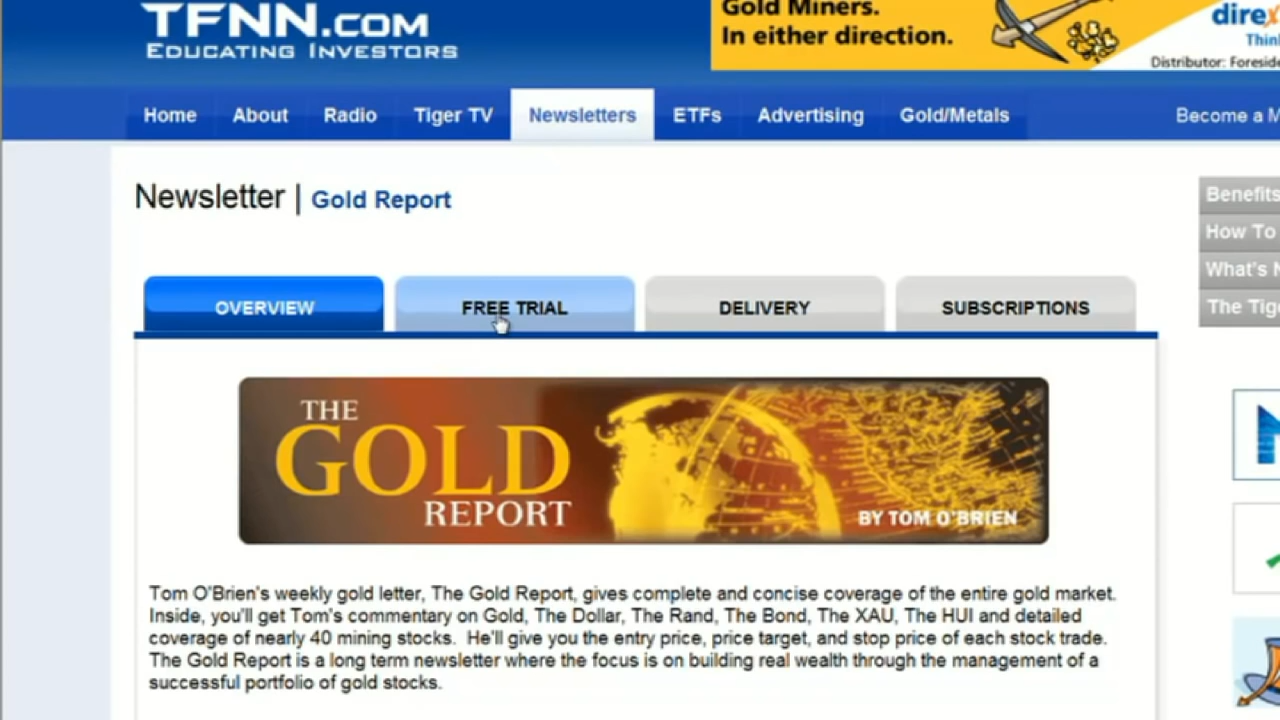 TFNN.COM
EDUCATING INVESTORS
Gold Miners.
In either direction.
Distributor:
Home About Radio Tiger TV Newsletters ETFs Advertising Gold/Metals Become a
Newsletter | Gold Report
Benefits
How To
What's
The
OVERVIEW FREE TRIAL DELIVERY SUBSCRIPTIONS
THE
GOLD
REPORT
BY TOM O'BRIEN
Tom O'Brien's weekly gold letter, The Gold Report, gives complete and concise coverage of the entire gold market.
Inside, you'll get Tom's commentary on Gold, The Dollar, The Rand, The Bond, The XAU, The HUI and detailed
coverage of nearly 40 mining stocks. He'll give you the entry price, price target, and stop price of each stock trade.
The Gold Report is a long term newsletter where the focus is on building real wealth through the management of a
successful portfolio of gold stocks.